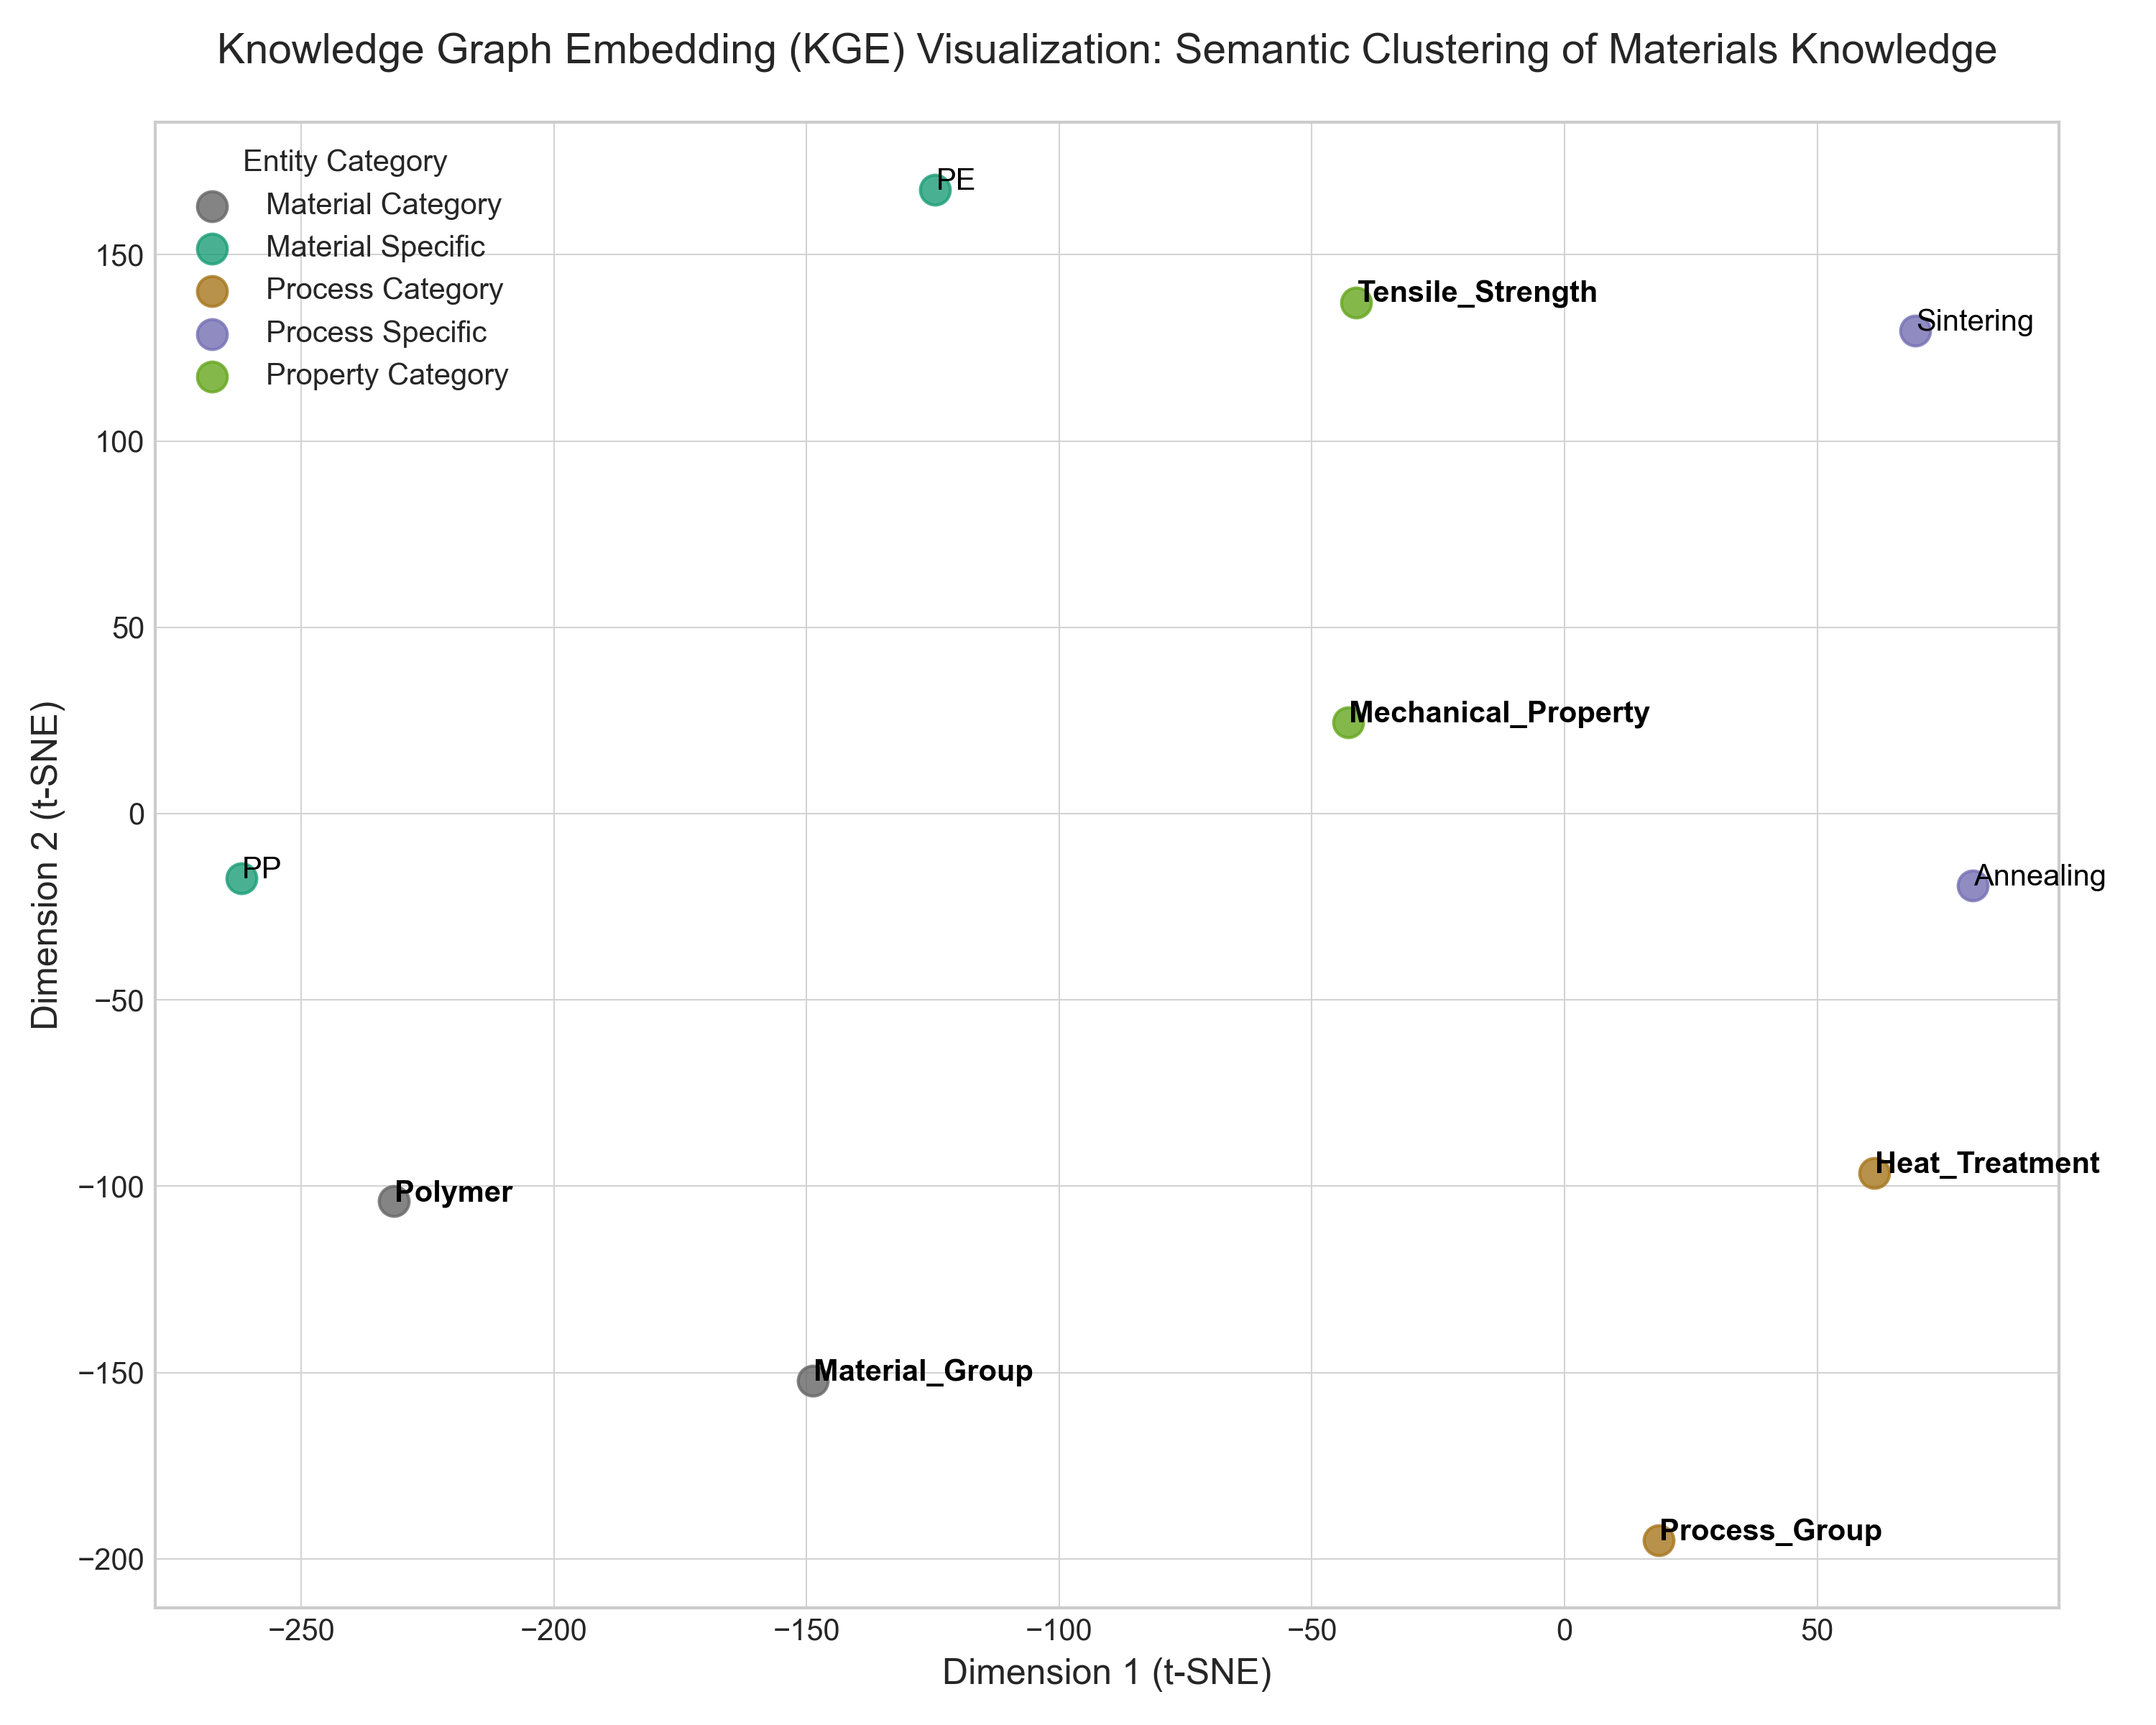 Knowledge Graph Embedding (KGE) Visualization: Semantic Clustering of Materials Knowledge
Entity Category
Material Category
Material Specific
Process Category
Process Specific
Property Category
PE
Tensile_Strength
Sintering
Mechanical_Property
PP
Annealing
Heat_Treatment
Polymer
Material_Group
Process_Group
150
100
50
0
−50
−100
−150
−200
Dimension 2 (t-SNE)
−250
−200
−150
−100
−50
0
50
Dimension 1 (t-SNE)